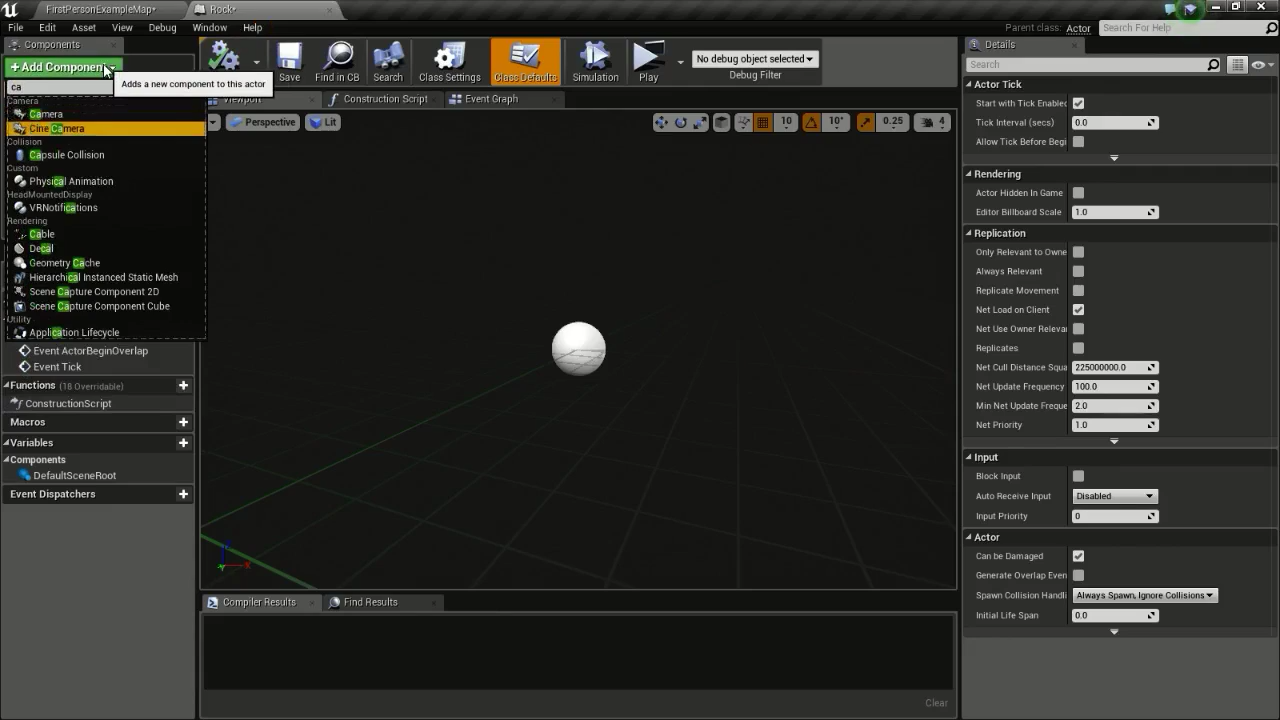 FirstPersonExampleMap*
Rock*
File Edit Asset View Debug Window Help
Parent class: Actor
Search For Help
Components
+Add Component
Adds a new component to this actor
ca
Camera
Camera
Cine Camera
Collision
Capsule Collision
Custom
Physical Animation
HeadMountedDisplay
VRNotifications
Rendering
Cable
Decal
Geometry Cache
Hierarchical Instanced Static Mesh
Scene Capture Component 2D
Scene Capture Component Cube
Utility
Application Lifecycle
Event ActorBeginOverlap
Event Tick
Functions (18 Overridable)
ConstructionScript
Macros
Variables
Components
DefaultSceneRoot
Event Dispatchers
Save
Find in CB
Search
Class Settings
Class Defaults
Simulation
Play
No debug object selected
Debug Filter
Viewport
Construction Script
Event Graph
Perspective
Lit
10
10°
0.25
4
Compiler Results
Find Results
Clear
Details
Search
Actor Tick
Start with Tick Enabled
Tick Interval (secs) 0.0
Allow Tick Before Begi
Rendering
Actor Hidden In Game
Editor Billboard Scale 1.0
Replication
Only Relevant to Owne
Always Relevant
Replicate Movement
Net Load on Client
Net Use Owner Releva
Replicates
Net Cull Distance Squa 225000000.0
Net Update Frequency 100.0
Min Net Update Freque 2.0
Net Priority 1.0
Input
Block Input
Auto Receive Input Disabled
Input Priority 0
Actor
Can be Damaged
Generate Overlap Even
Spawn Collision Handli Always Spawn, Ignore Collisions
Initial Life Span 0.0